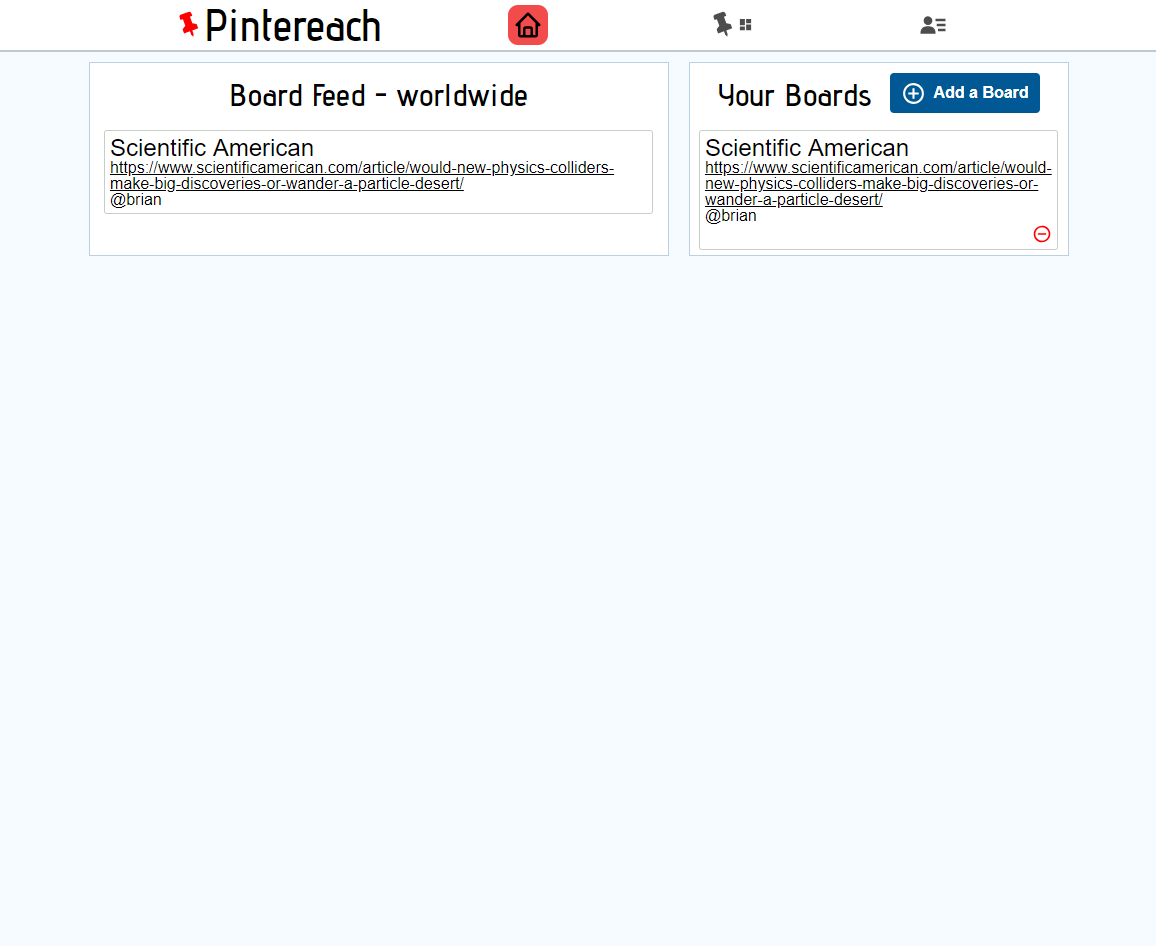 Pintereach
Board Feed - worldwide
Scientific American
https://www.scientificamerican.com/article/would-new-physics-colliders-
make-big-discoveries-or-wander-a-particle-desert/
@brian
Your Boards
Add a Board
Scientific American
https://www.scientificamerican.com/article/would-
new-physics-colliders-make-big-discoveries-or-
wander-a-particle-desert/
@brian